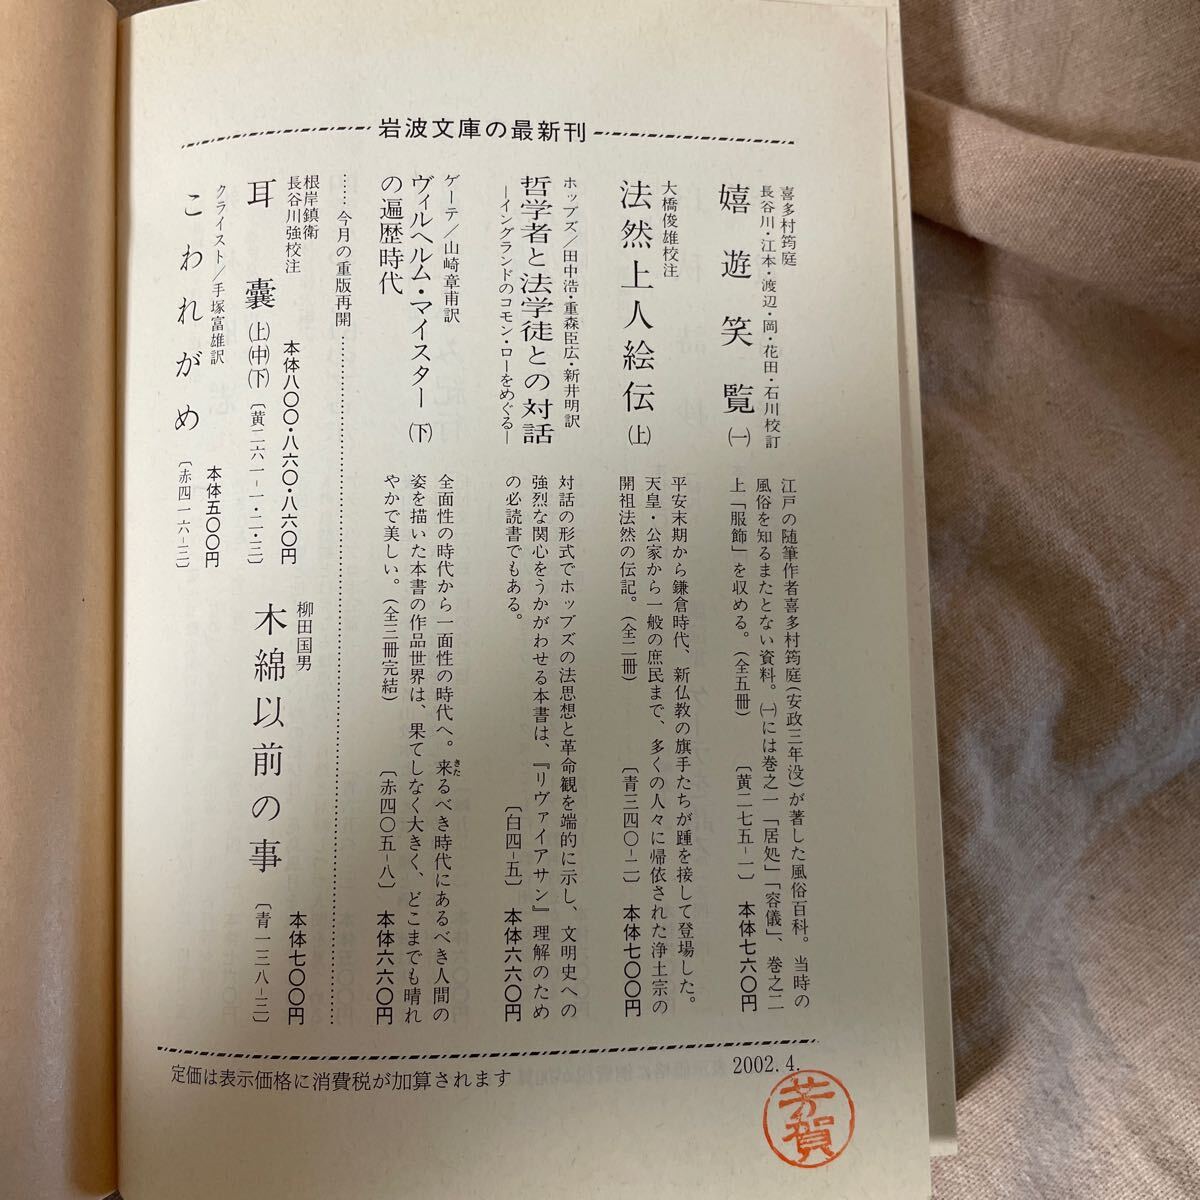 岩波文庫の最新刊
喜多村筠庭
長谷川・江本・渡辺・岡・花田・石川校訂
嬉遊笑覧㈠
江戸の随筆作者喜多村筠庭(安政三年没)が著した風俗百科。当時の
風俗を知るまたとない資料。㈠には巻之一「居処」「容儀」、巻之二
上「服飾」を収める。(全五冊)
〔黄二七五-一〕 本体七六〇円
大橋俊雄校注
法然上人絵伝(上)
平安末期から鎌倉時代、新仏教の旗手たちが踵を接して登場した。
天皇・公家から一般の庶民まで、多くの人々に帰依された浄土宗の
開祖法然の伝記。(全二冊)
〔青三四〇-二〕 本体七〇〇円
ホッブズ/田中浩・重森臣広・新井明訳
哲学者と法学徒との対話
―イングランドのコモン・ローをめぐる―
対話の形式でホッブズの法思想と革命観を端的に示し、文明史への
強烈な関心をうかがわせる本書は、『リヴァイアサン』理解のため
の必読書でもある。
〔白四-五〕 本体六六〇円
ゲーテ/山崎章甫訳
ヴィルヘルム・マイスター
の遍歴時代
(下)
全面性の時代から一面性の時代へ。来るべき時代にあるべき人間の
きた
姿を描いた本書の作品世界は、果てしなく大きく、どこまでも晴れ
やかで美しい。(全三冊完結)
〔赤四〇五-八〕 本体六六〇円
……今月の重版再開……
根岸鎮衛
長谷川強校注
耳嚢(上)(中)(下)
本体八〇〇・八六〇・八六〇円
〔黄二六一-一・二・三〕
柳田国男
木綿以前の事
本体七〇〇円
〔青一三八-三〕
クライスト/手塚富雄訳
こわれがめ
本体五〇〇円
〔赤四一六-三〕
定価は表示価格に消費税が加算されます
2002.4.
芳賀